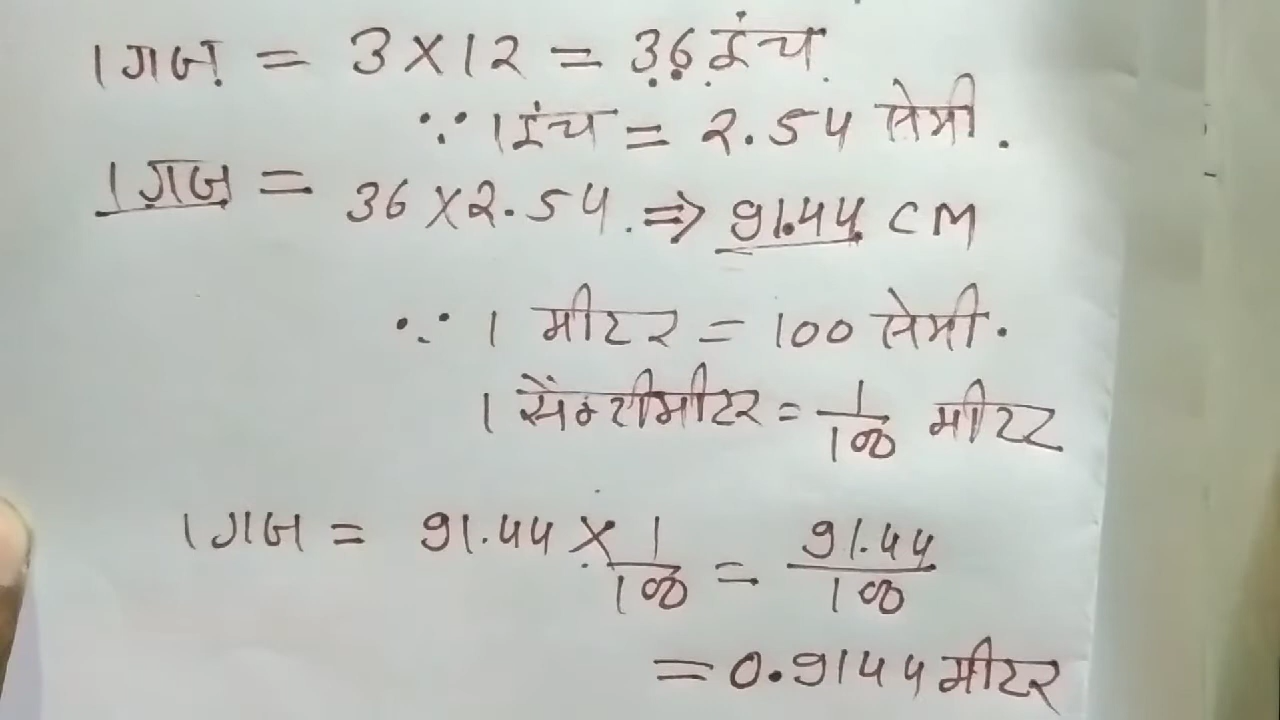 1 गज = 3 × 12 = 36 इंच
∵ 1 इंच = 2.54 सेमी.
1 गज = 36 × 2.54 ⇒ 91.44 CM
∵ 1 मीटर = 100 सेमी.
1 सेंन्टीमीटर = 1/100 मीटर
1 गज = 91.44 × 1/100 = 91.44/100
= 0.9144 मीटर